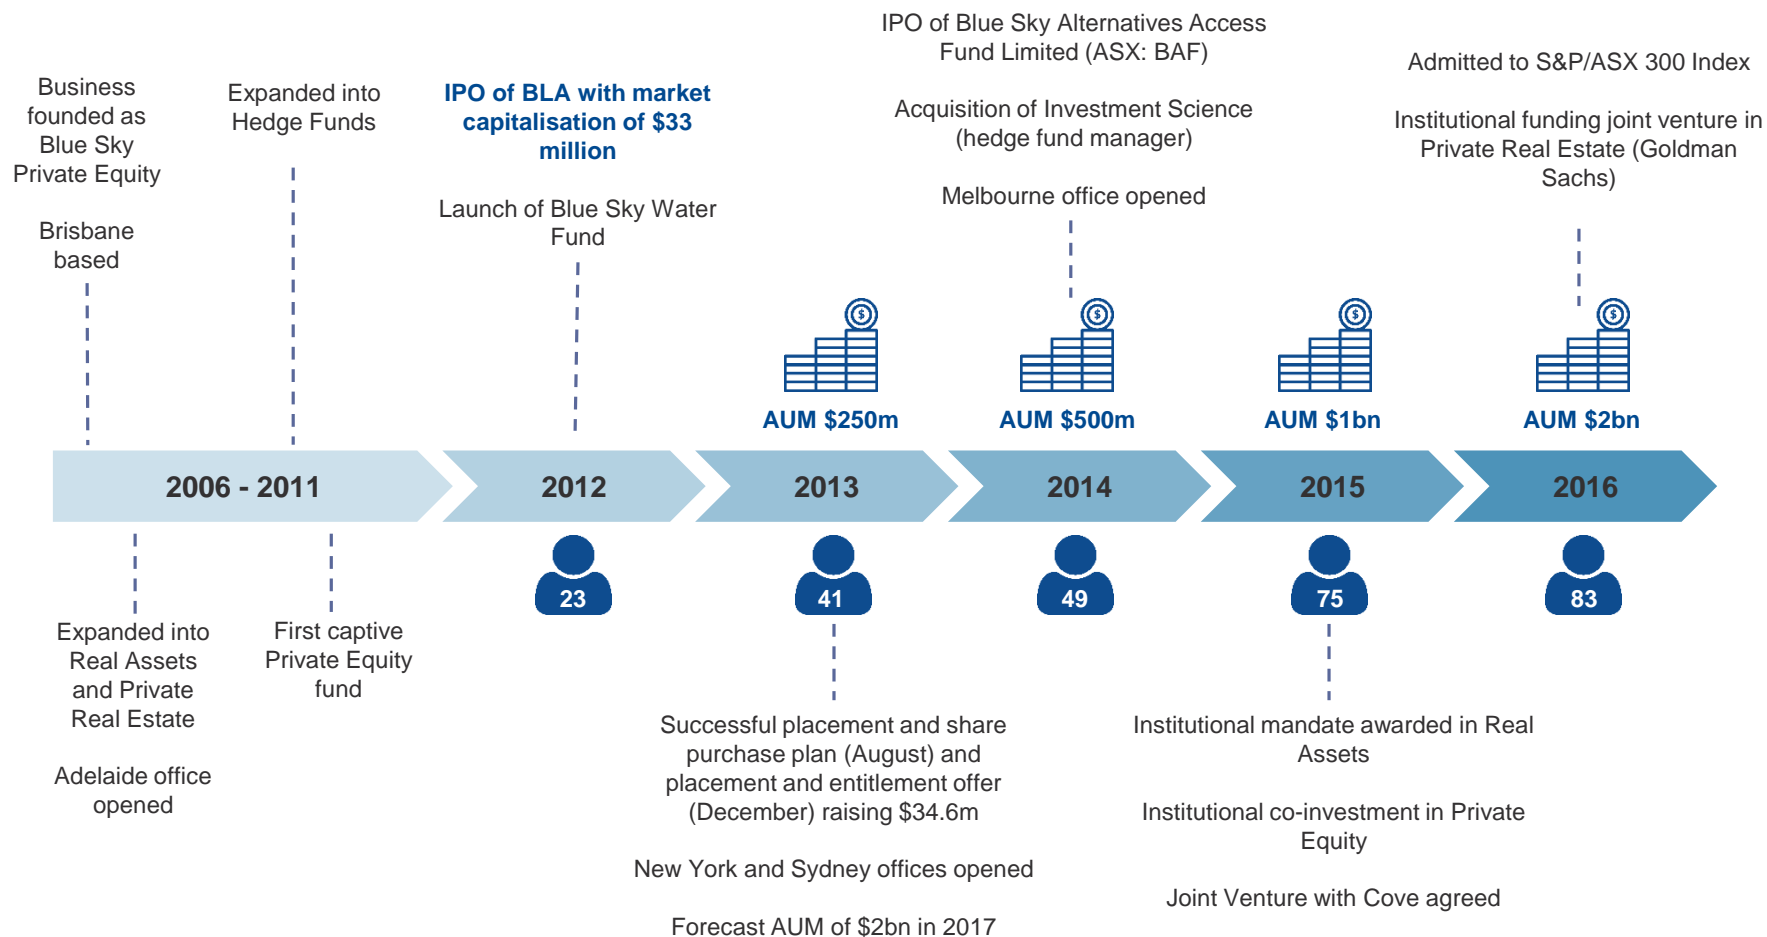 Business
founded as
Blue Sky
Private Equity
Brisbane
based
Expanded into
Hedge Funds
IPO of BLA with market
capitalisation of $33
million
Launch of Blue Sky Water
Fund
IPO of Blue Sky Alternatives Access
Fund Limited (ASX: BAF)
Acquisition of Investment Science
(hedge fund manager)
Melbourne office opened
Admitted to S&P/ASX 300 Index
Institutional funding joint venture in
Private Real Estate (Goldman
Sachs)
$
$
$
$
AUM $250m
AUM $500m
AUM $1bn
AUM $2bn
2006 - 2011
2012
2013
2014
2015
2016
23
41
49
75
83
Expanded into
Real Assets
and Private
Real Estate
Adelaide office
opened
First captive
Private Equity
fund
Successful placement and share
purchase plan (August) and
placement and entitlement offer
(December) raising $34.6m
New York and Sydney offices opened
Forecast AUM of $2bn in 2017
Institutional mandate awarded in Real
Assets
Institutional co-investment in Private
Equity
Joint Venture with Cove agreed